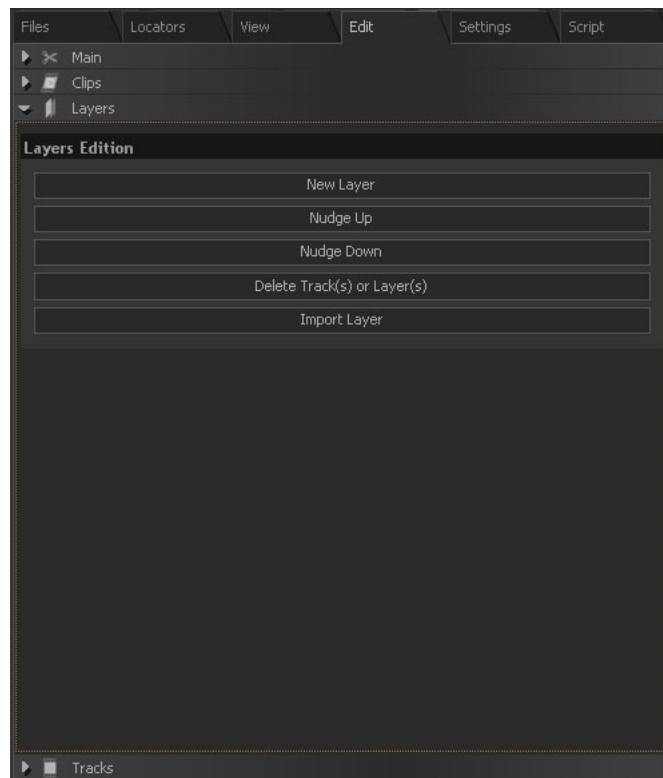 Files Locators View Edit Settings Script
Main
Clips
Layers
Layers Edition
New Layer
Nudge Up
Nudge Down
Delete Track(s) or Layer(s)
Import Layer
Tracks